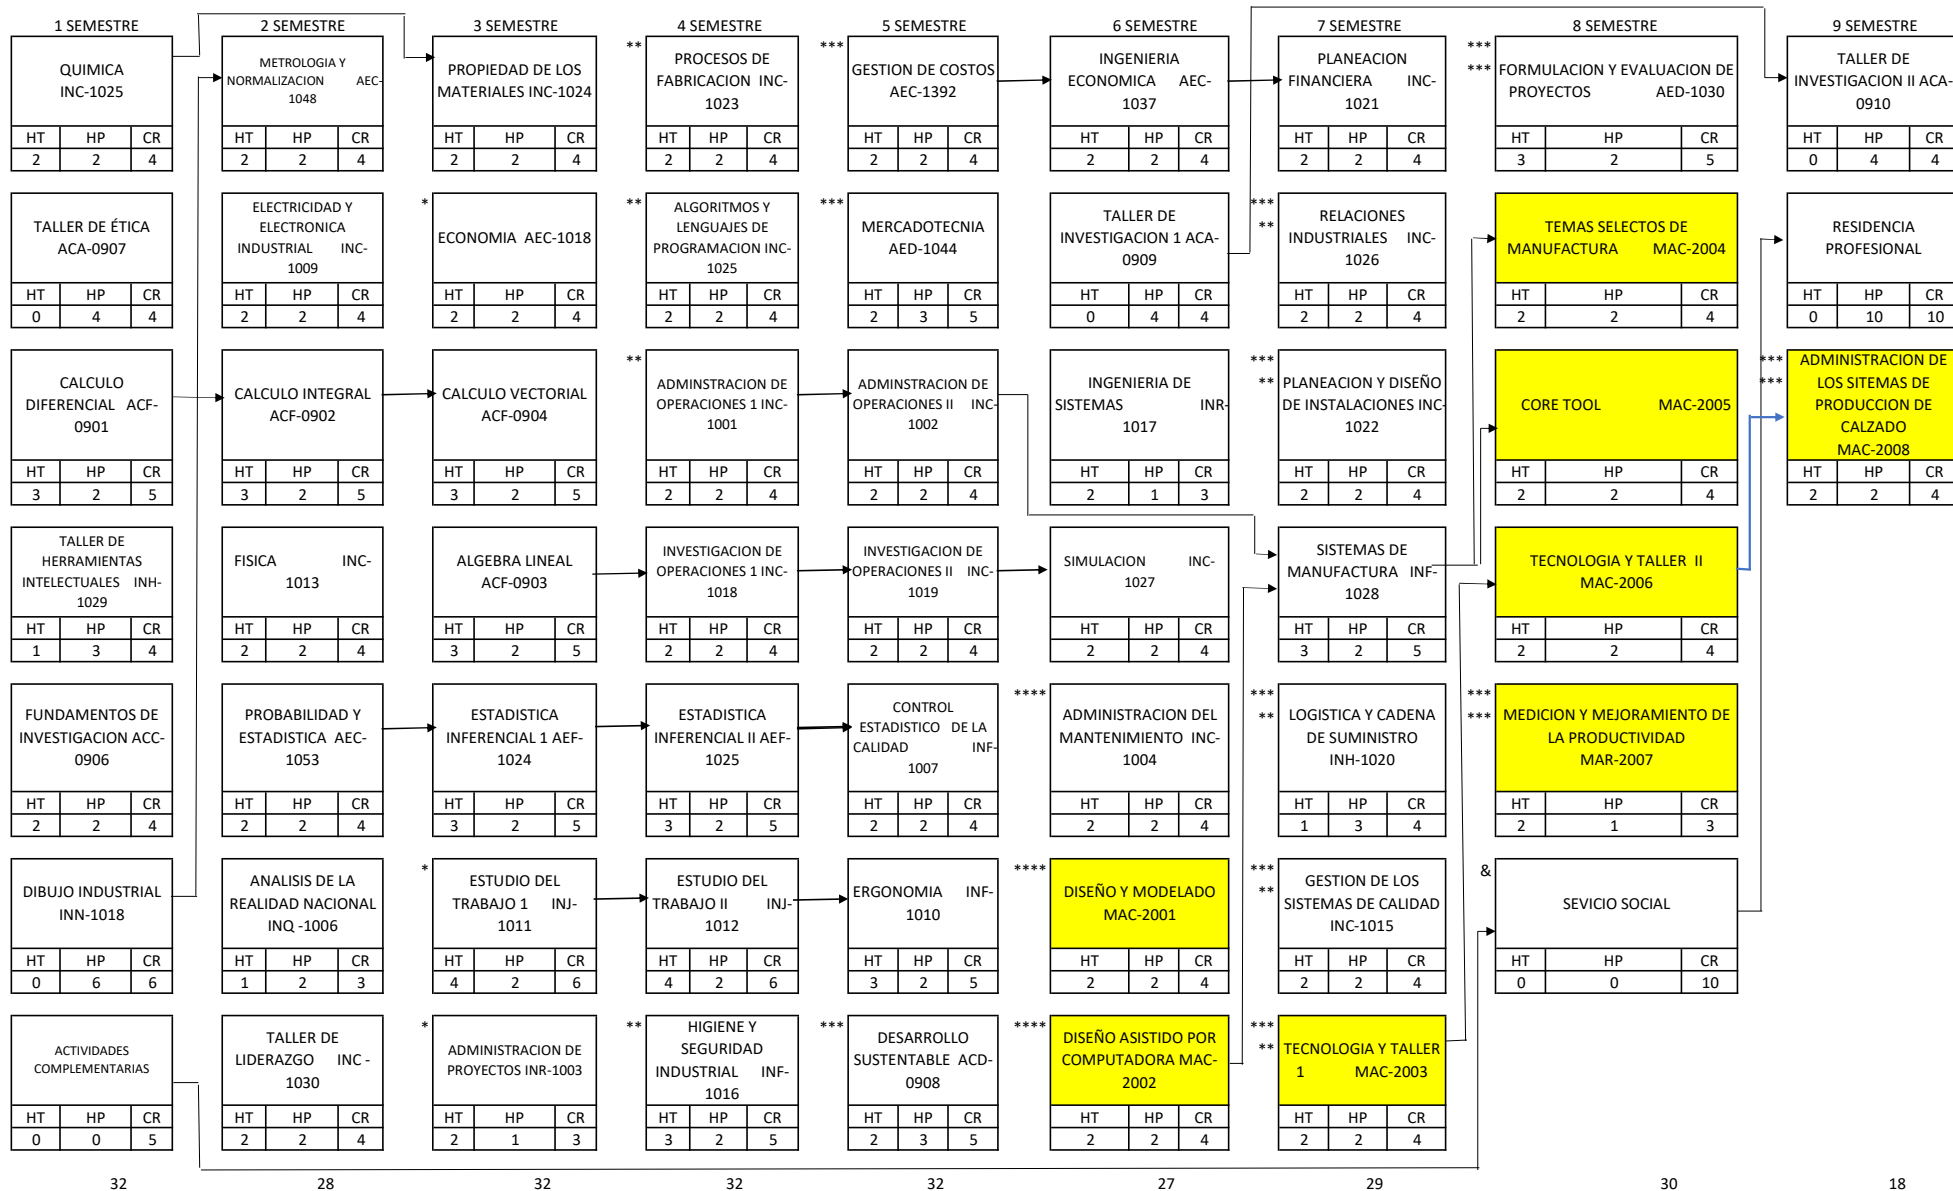 1 SEMESTRE
QUIMICA
INC-1025
HT HP CR
2 2 4
TALLER DE ÉTICA
ACA-0907
HT HP CR
0 4 4
CALCULO
DIFERENCIAL ACF-
0901
HT HP CR
3 2 5
TALLER DE
HERRAMIENTAS
INTELECTUALES INH-
1029
HT HP CR
1 3 4
FUNDAMENTOS DE
INVESTIGACION ACC-
0906
HT HP CR
2 2 4
DIBUJO INDUSTRIAL
INN-1018
HT HP CR
0 6 6
ACTIVIDADES
COMPLEMENTARIAS
HT HP CR
0 0 5
32
2 SEMESTRE
METROLOGIA Y
NORMALIZACION AEC-
1048
HT HP CR
2 2 4
ELECTRICIDAD Y
ELECTRONICA
INDUSTRIAL INC-
1009
HT HP CR
2 2 4
CALCULO INTEGRAL
ACF-0902
HT HP CR
3 2 5
FISICA INC-
1013
HT HP CR
2 2 4
PROBABILIDAD Y
ESTADISTICA AEC-
1053
HT HP CR
2 2 4
ANALISIS DE LA
REALIDAD NACIONAL
INQ -1006
HT HP CR
1 2 3
TALLER DE
LIDERAZGO INC -
1030
HT HP CR
2 2 4
28
3 SEMESTRE
PROPIEDAD DE LOS
MATERIALES INC-1024
HT HP CR
2 2 4
*
ECONOMIA AEC-1018
HT HP CR
2 2 4
CALCULO VECTORIAL
ACF-0904
HT HP CR
3 2 5
ALGEBRA LINEAL
ACF-0903
HT HP CR
3 2 5
ESTADISTICA
INFERENCIAL 1 AEF-
1024
HT HP CR
3 2 5
*
ESTUDIO DEL
TRABAJO 1 INJ-
1011
HT HP CR
4 2 6
*
ADMINISTRACION DE
PROYECTOS INR-1003
HT HP CR
2 1 3
32
4 SEMESTRE
**
PROCESOS DE
FABRICACION INC-
1023
HT HP CR
2 2 4
**
ALGORITMOS Y
LENGUAJES DE
PROGRAMACION INC-
1025
HT HP CR
2 2 4
**
ADMINSTRACION DE
OPERACIONES 1 INC-
1001
HT HP CR
2 2 4
INVESTIGACION DE
OPERACIONES 1 INC-
1018
HT HP CR
2 2 4
ESTADISTICA
INFERENCIAL II AEF-
1025
HT HP CR
3 2 5
ESTUDIO DEL
TRABAJO II INJ-
1012
HT HP CR
4 2 6
**
HIGIENE Y
SEGURIDAD
INDUSTRIAL INF-
1016
HT HP CR
3 2 5
32
5 SEMESTRE
***
GESTION DE COSTOS
AEC-1392
HT HP CR
2 2 4
***
MERCADOTECNIA
AED-1044
HT HP CR
2 3 5
ADMINSTRACION DE
OPERACIONES II INC-
1002
HT HP CR
2 2 4
INVESTIGACION DE
OPERACIONES II INC-
1019
HT HP CR
2 2 4
CONTROL
ESTADISTICO DE LA
CALIDAD INF-
1007
HT HP CR
2 2 4
ERGONOMIA INF-
1010
HT HP CR
3 2 5
***
DESARROLLO
SUSTENTABLE ACD-
0908
HT HP CR
2 3 5
32
6 SEMESTRE
INGENIERIA
ECONOMICA AEC-
1037
HT HP CR
2 2 4
TALLER DE
INVESTIGACION 1 ACA-
0909
HT HP CR
0 4 4
INGENIERIA DE
SISTEMAS INR-
1017
HT HP CR
2 1 3
SIMULACION INC-
1027
HT HP CR
2 2 4
****
ADMINISTRACION DEL
MANTENIMIENTO INC-
1004
HT HP CR
2 2 4
****
DISEÑO Y MODELADO
MAC-2001
HT HP CR
2 2 4
****
DISEÑO ASISTIDO POR
COMPUTADORA MAC-
2002
HT HP CR
2 2 4
27
7 SEMESTRE
PLANEACION
FINANCIERA INC-
1021
HT HP CR
2 2 4
***
**
RELACIONES
INDUSTRIALES INC-
1026
HT HP CR
2 2 4
***
**
PLANEACION Y DISEÑO
DE INSTALACIONES INC-
1022
HT HP CR
2 2 4
SISTEMAS DE
MANUFACTURA INF-
1028
HT HP CR
3 2 5
***
**
LOGISTICA Y CADENA
DE SUMINISTRO
INH-1020
HT HP CR
1 3 4
***
**
GESTION DE LOS
SISTEMAS DE CALIDAD
INC-1015
HT HP CR
2 2 4
***
**
TECNOLOGIA Y TALLER
1 MAC-2003
HT HP CR
2 2 4
29
8 SEMESTRE
***
***
FORMULACION Y EVALUACION DE
PROYECTOS AED-1030
HT HP CR
3 2 5
TEMAS SELECTOS DE
MANUFACTURA MAC-2004
HT HP CR
2 2 4
CORE TOOL MAC-2005
HT HP CR
2 2 4
TECNOLOGIA Y TALLER II
MAC-2006
HT HP CR
2 2 4
***
***
MEDICION Y MEJORAMIENTO DE
LA PRODUCTIVIDAD
MAR-2007
HT HP CR
2 1 3
&
SEVICIO SOCIAL
HT HP CR
0 0 10
30
9 SEMESTRE
TALLER DE
INVESTIGACION II ACA-
0910
HT HP CR
0 4 4
RESIDENCIA
PROFESIONAL
HT HP CR
0 10 10
***
***
ADMINISTRACION DE
LOS SITEMAS DE
PRODUCCION DE
CALZADO
MAC-2008
HT HP CR
2 2 4
18